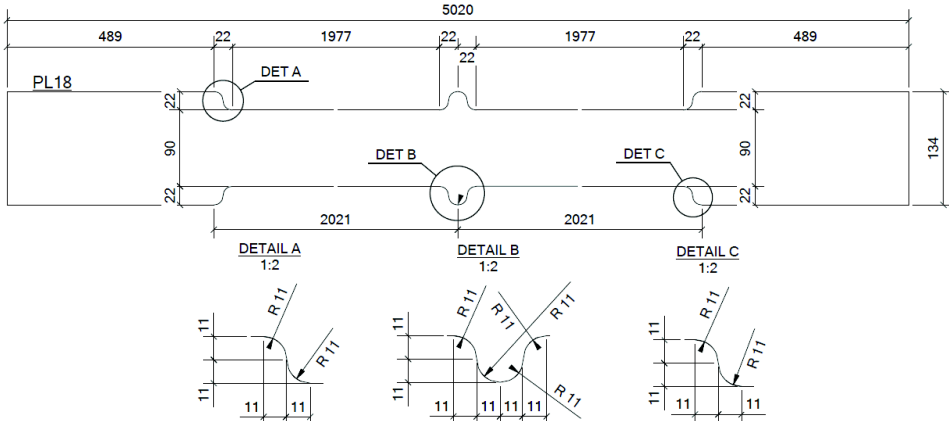 5020
489 22 1977 22 22 1977 22 489
DET A
PL18
22 22 22
90 90 134
DET B DET C
22 22
2021 2021
DETAIL A DETAIL B DETAIL C
1:2 1:2 1:2
R 11 R 11 R 11 R 11 R 11
11 11 11
R 11 R 11 R 11
11 11 11
11 11 11 11 11 11 11 11